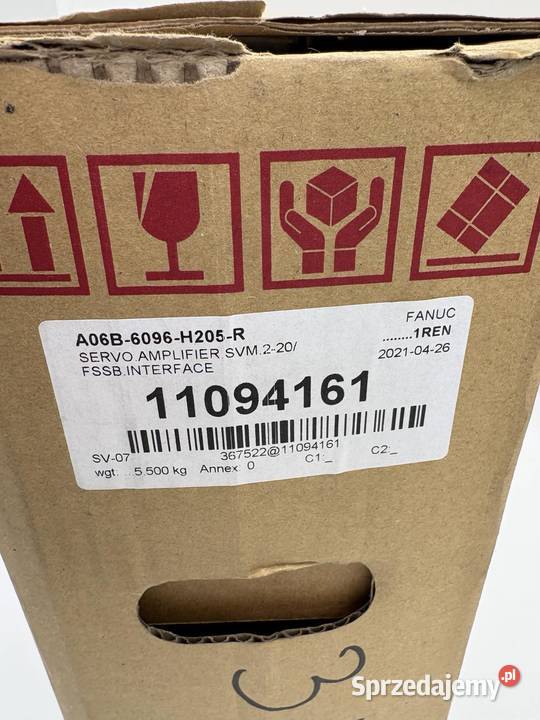 A06B-6096-H205-R
FANUC
SERVO.AMPLIFIER.SVM.2-20/
........1REN
FSSB.INTERFACE
2021-04-26
11094161
SV-07
367522@11094161
wgt: ...5.500 kg Annex: 0 C1:_ C2:_
3
Sprzedajemy.pl